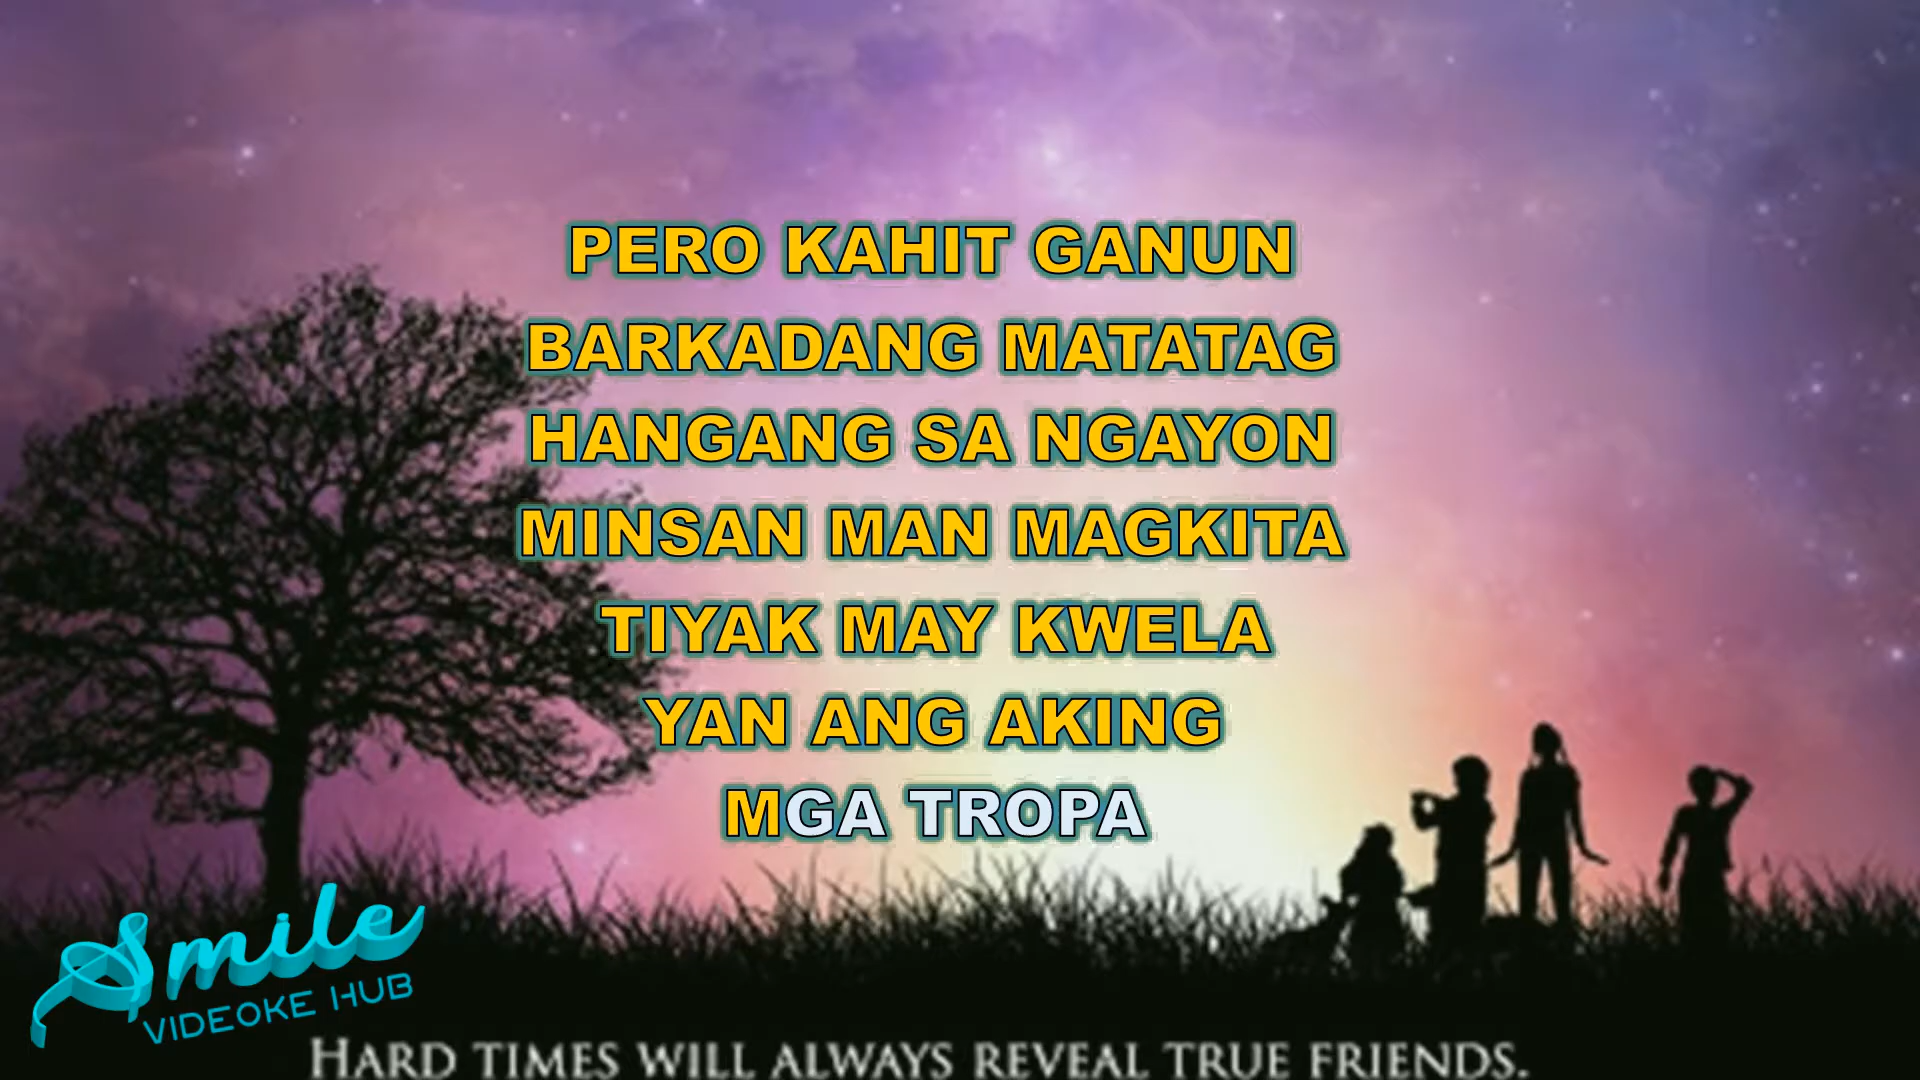 PERO KAHIT GANUN
BARKADANG MATATAG
HANGANG SA NGAYON
MINSAN MAN MAGKITA
TIYAK MAY KWELA
YAN ANG AKING
MGA TROPA
Smile
VIDEOKE HUB
HARD TIMES WILL ALWAYS REVEAL TRUE FRIENDS.